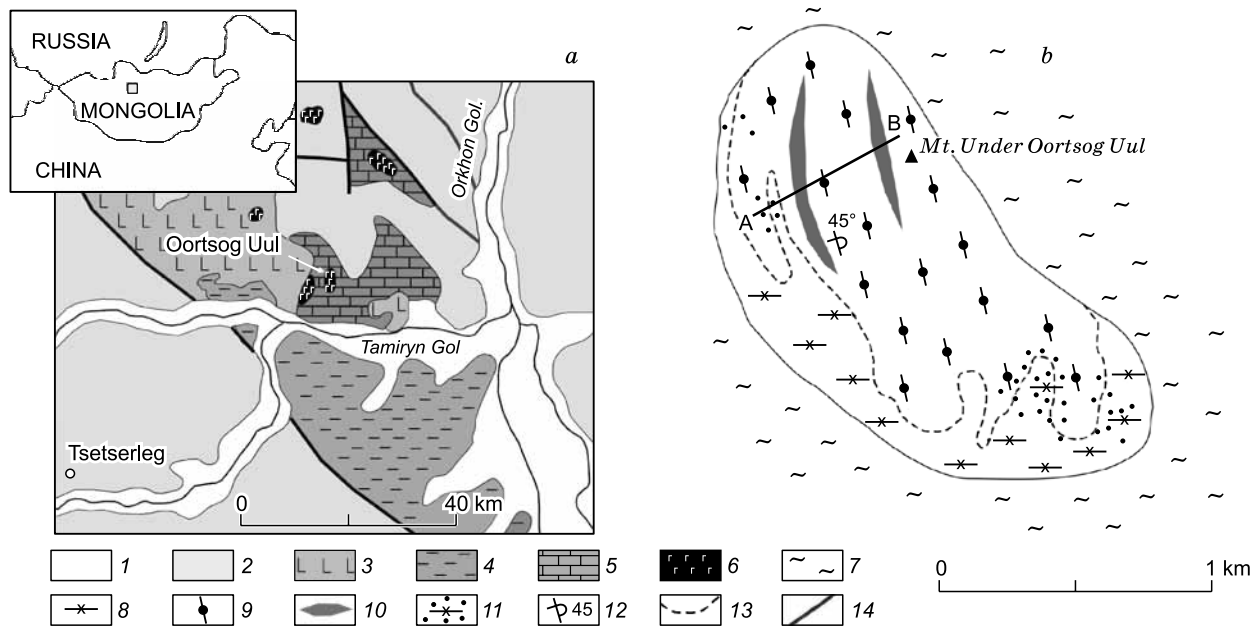 RUSSIA
MONGOLIA
CHINA
a
Orkhon Gol.
Oortsog Uul
Tamiryn Gol
Tsetserleg
0 40 km
b
B
Mt. Under Oortsog Uul
A
45°
0 1 km
1 2 3 4 5 6 7
8 9 10 11 45 12 13 14